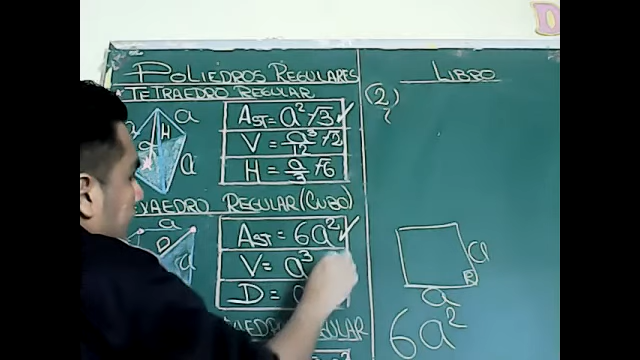 POLIEDROS REGULARES
TETRAEDRO REGULAR
a
H
a
a
AST = a²√3 ✓
V = a³/12 √2
H = a/3 √6
REGULAR (CUBO)
a
D
a
AST = 6a² ✓
V = a³
D =
LIBRO
(2)
a
a
6a²